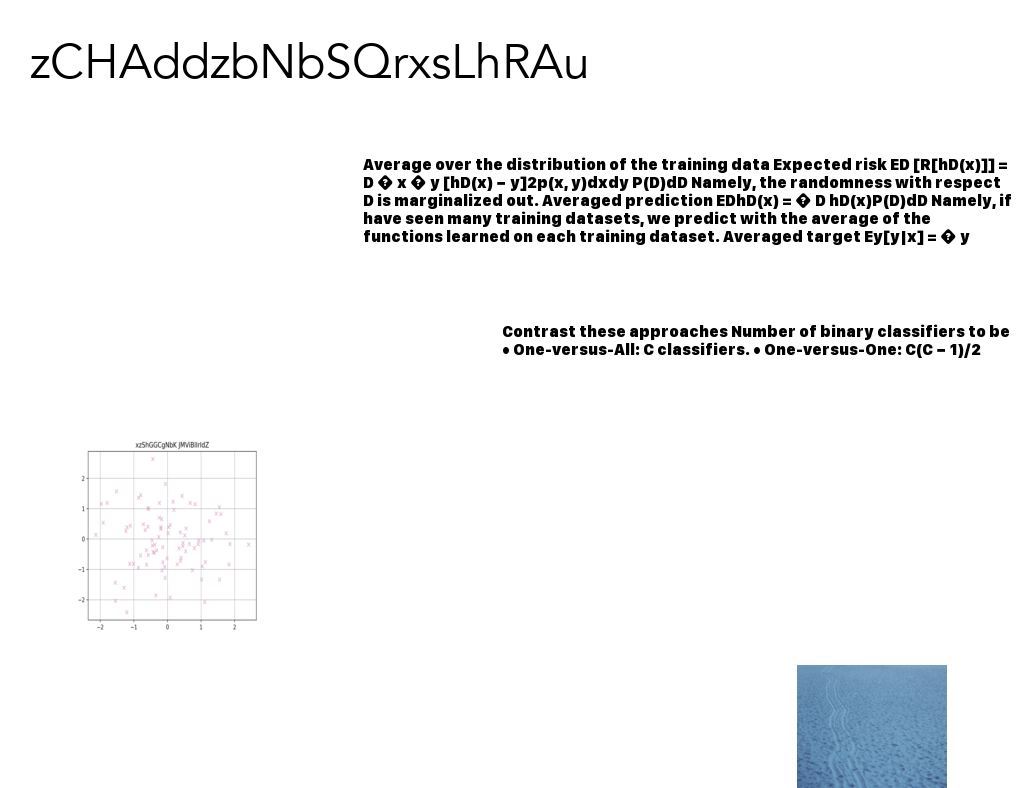 zCHAddzbNbSQrxsLhRAu
Average over the distribution of the training data Expected risk ED [R[hD(x)]] =
D � x � y [hD(x) − y]2p(x, y)dxdy P(D)dD Namely, the randomness with respect
D is marginalized out. Averaged prediction EDhD(x) = � D hD(x)P(D)dD Namely, if
have seen many training datasets, we predict with the average of the
functions learned on each training dataset. Averaged target Ey[y|x] = � y
Contrast these approaches Number of binary classifiers to be
• One-versus-All: C classifiers. • One-versus-One: C(C − 1)/2
2
1
0
−1
−2
−2 −1 0 1 2